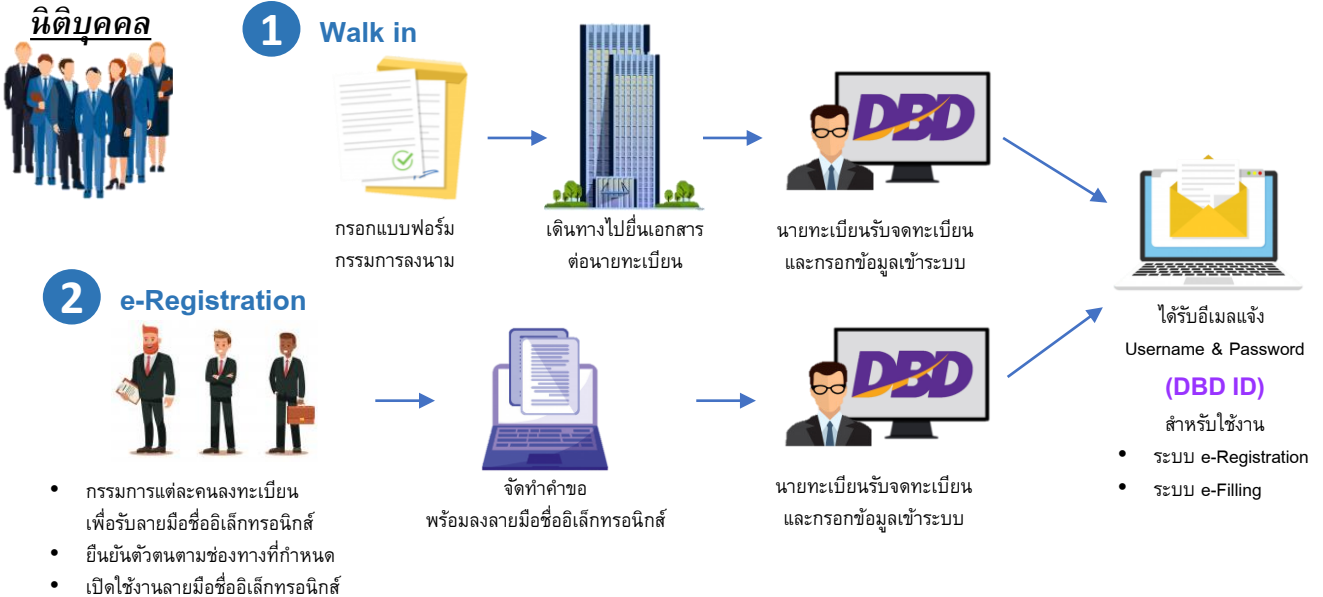 นิติบุคคล
1 Walk in
กรอกแบบฟอร์ม
กรรมการลงนาม
เดินทางไปยื่นเอกสาร
ต่อนายทะเบียน
DBD
นายทะเบียนรับจดทะเบียน
และกรอกข้อมูลเข้าระบบ
2 e-Registration
• กรรมการแต่ละคนลงทะเบียน
เพื่อรับลายมือชื่ออิเล็กทรอนิกส์
• ยืนยันตัวตนตามช่องทางที่กำหนด
• เปิดใช้งานลายมือชื่ออิเล็กทรอนิกส์
จัดทำคำขอ
พร้อมลงลายมือชื่ออิเล็กทรอนิกส์
DBD
นายทะเบียนรับจดทะเบียน
และกรอกข้อมูลเข้าระบบ
ได้รับอีเมลแจ้ง
Username & Password
(DBD ID)
สำหรับใช้งาน
• ระบบ e-Registration
• ระบบ e-Filling